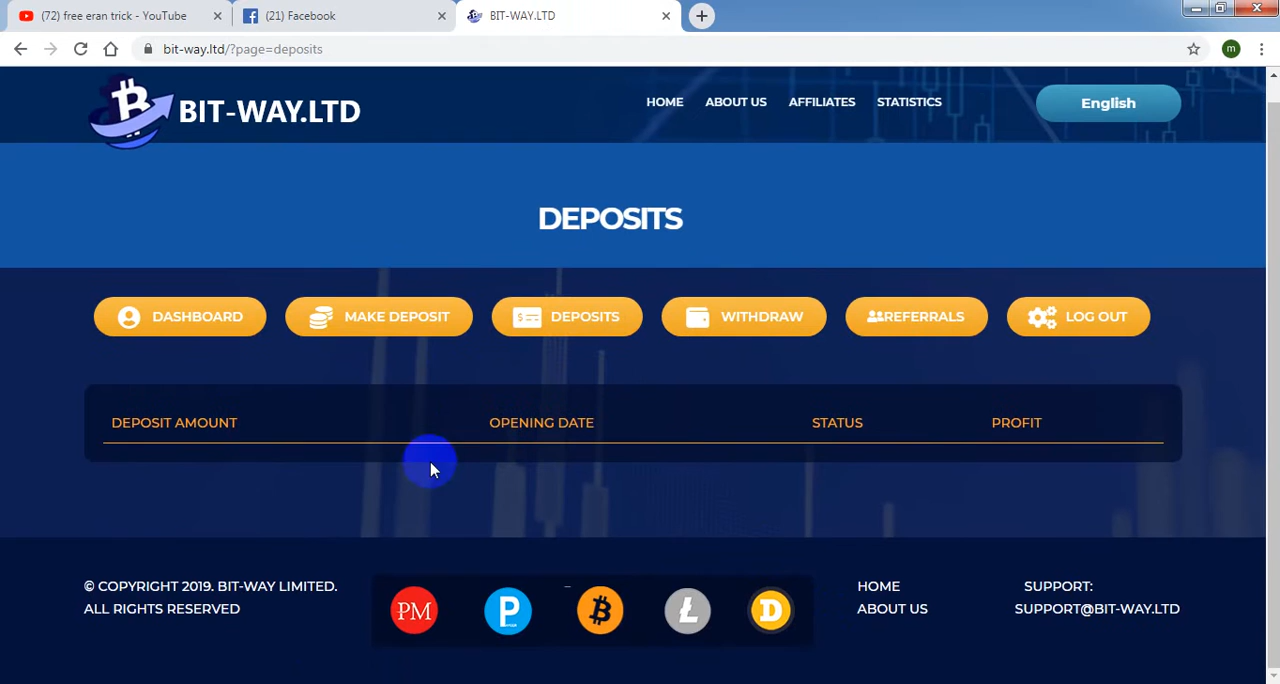 (72) free eran trick - YouTube
(21) Facebook
BIT-WAY.LTD
bit-way.ltd/?page=deposits
m
BIT-WAY.LTD
HOME
ABOUT US
AFFILIATES
STATISTICS
English
DEPOSITS
DASHBOARD
MAKE DEPOSIT
DEPOSITS
WITHDRAW
REFERRALS
LOG OUT
DEPOSIT AMOUNT
OPENING DATE
STATUS
PROFIT
© COPYRIGHT 2019. BIT-WAY LIMITED.
ALL RIGHTS RESERVED
PM
P
HOME
ABOUT US
SUPPORT:
SUPPORT@BIT-WAY.LTD